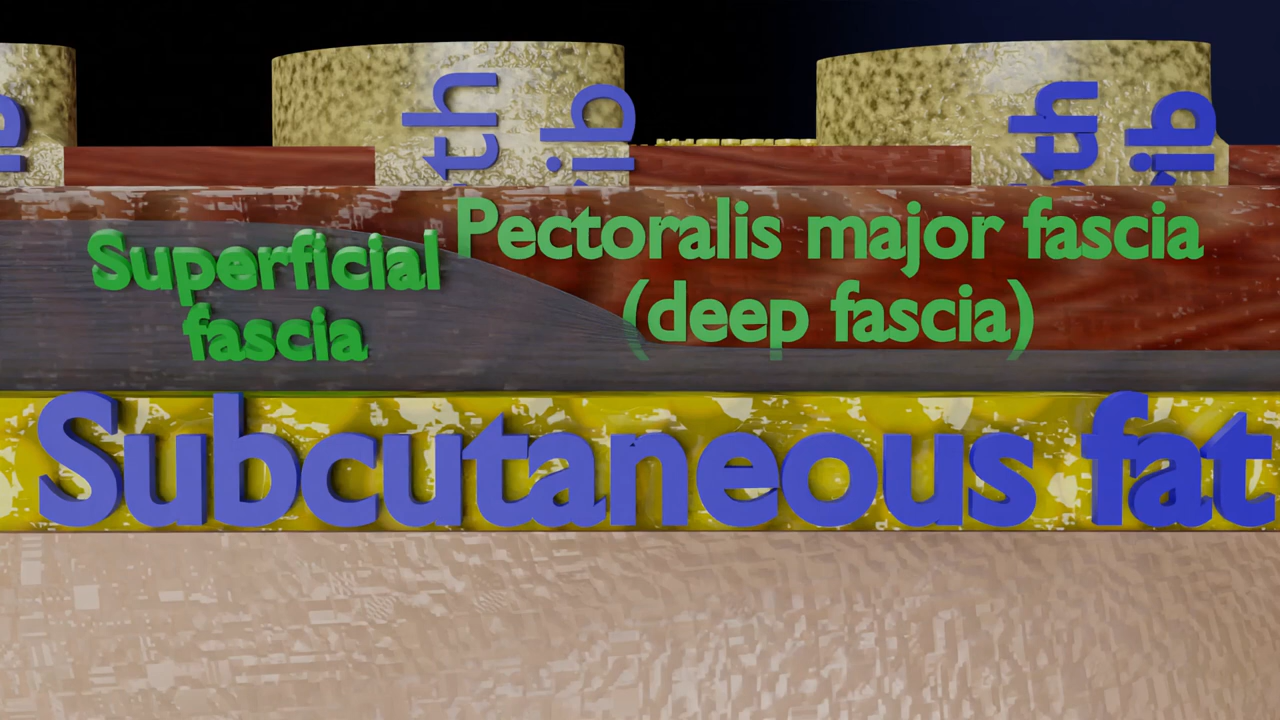 Pectoralis major fascia
(deep fascia)
Superficial
fascia
Subcutaneous fat